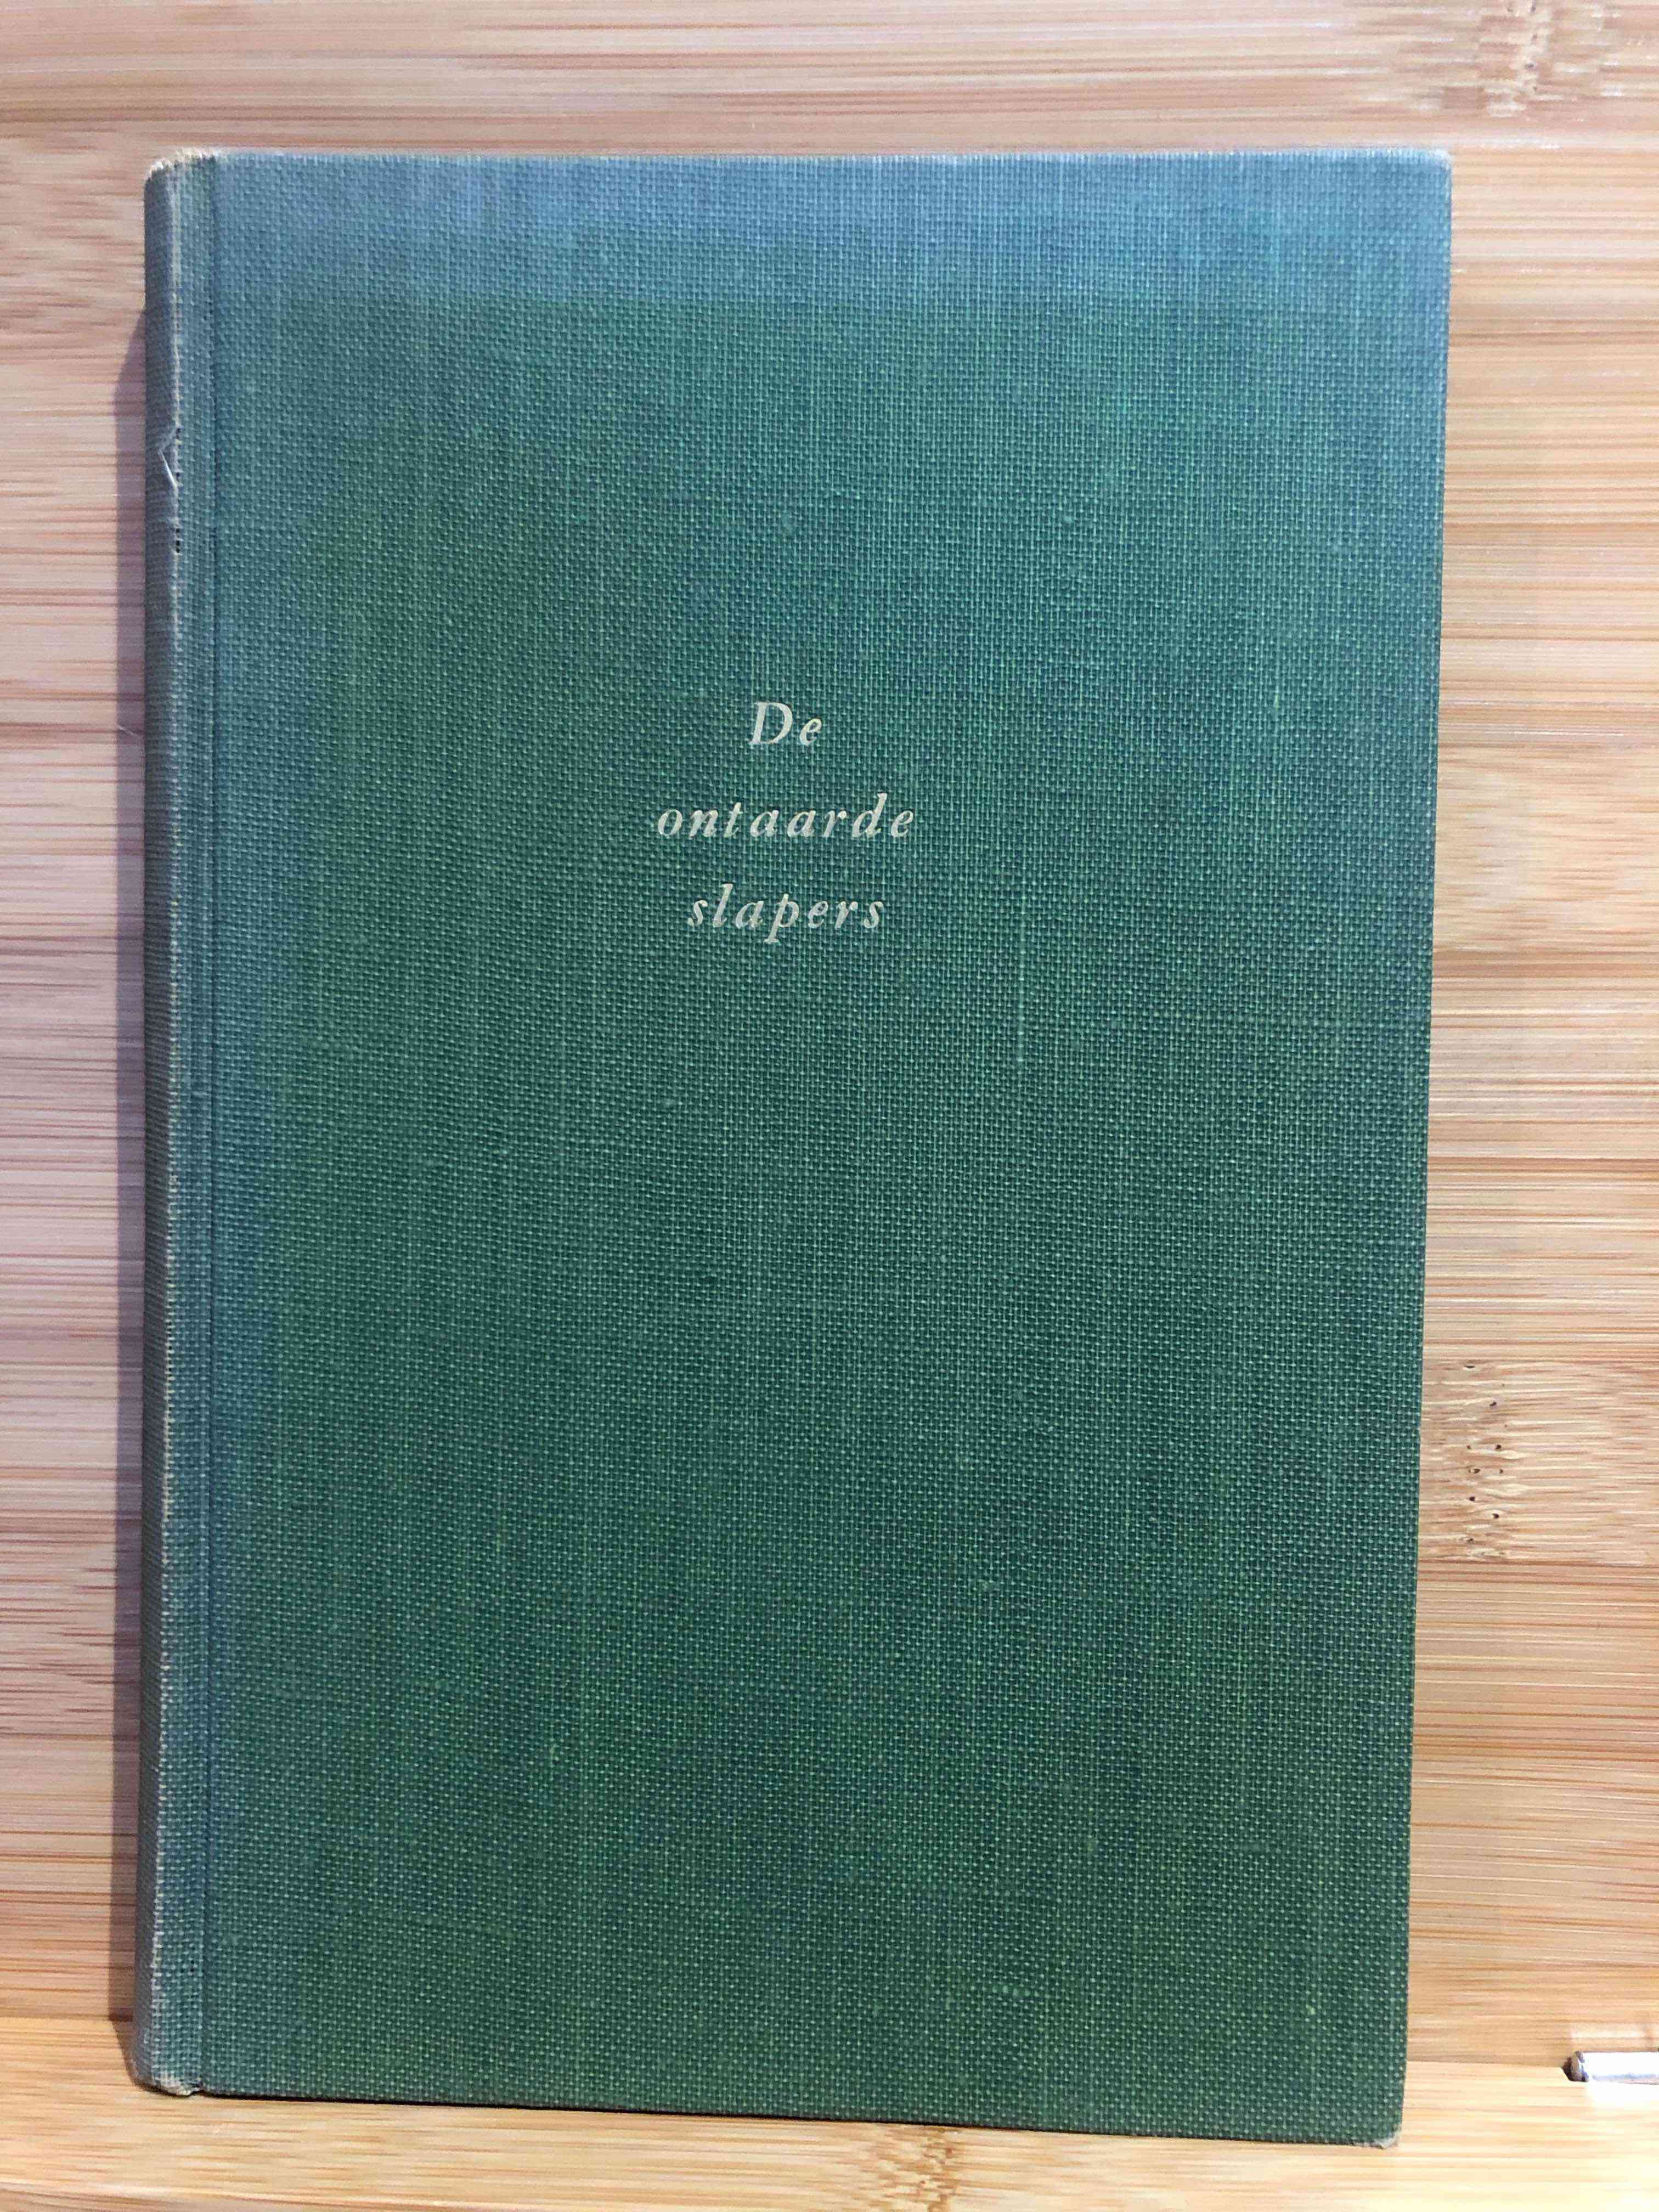 De
ontaarde
slapers